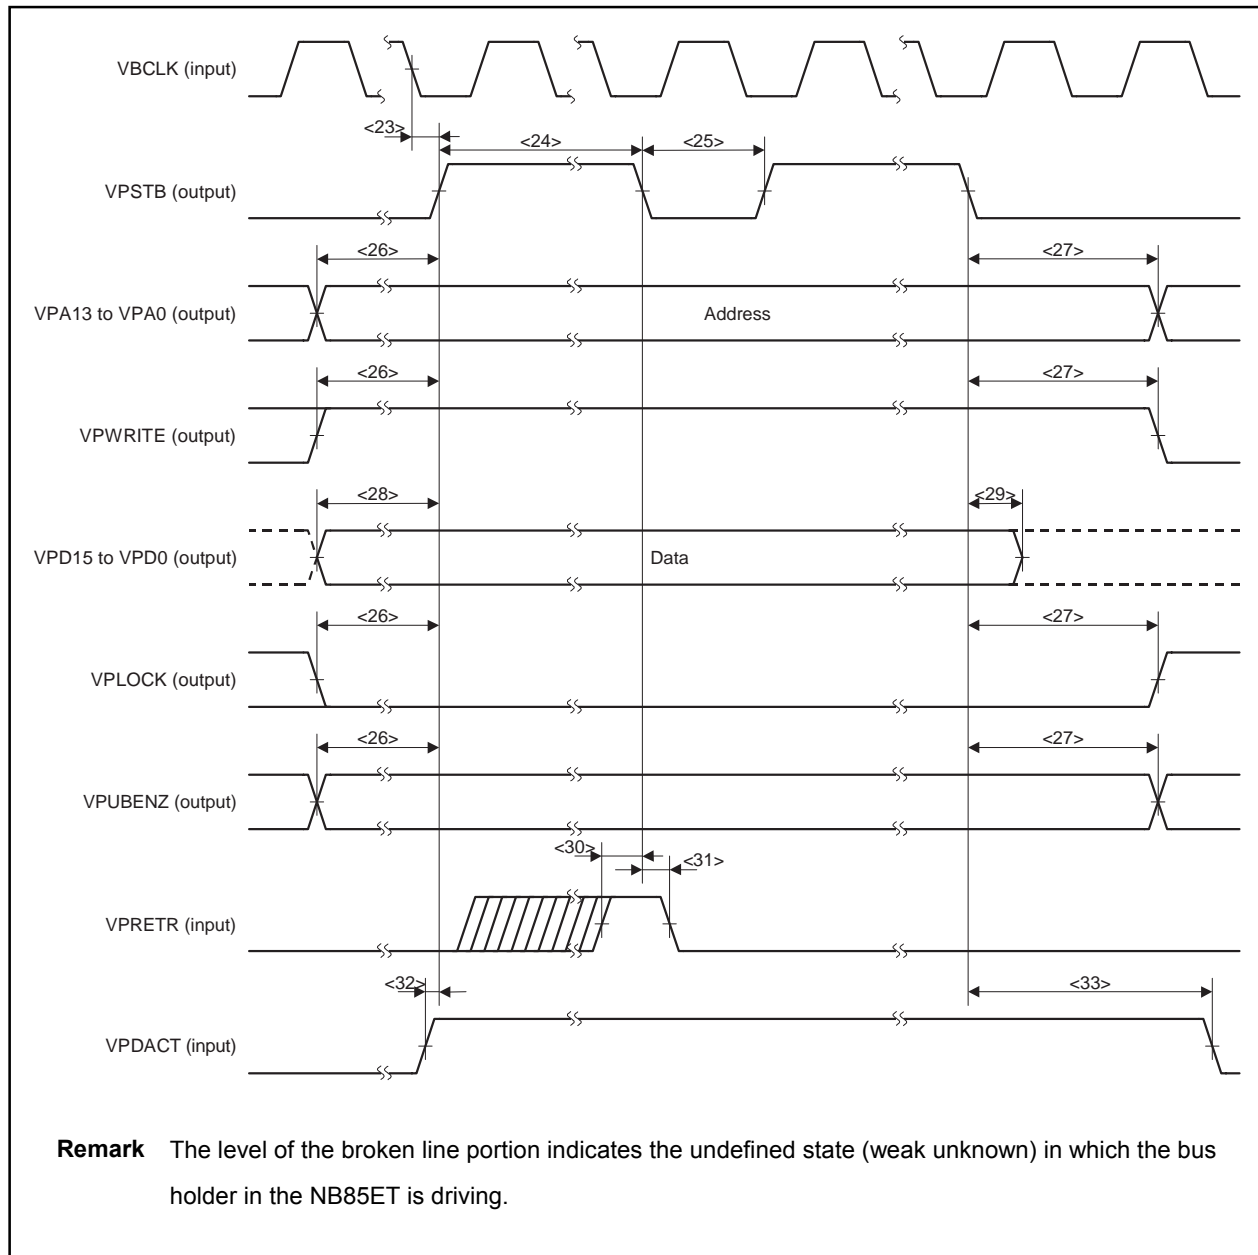 VBCLK (input)
<23>
<24>
<25>
VPSTB (output)
<26>
<27>
VPA13 to VPA0 (output)
Address
<26>
<27>
VPWRITE (output)
<28>
<29>
VPD15 to VPD0 (output)
Data
<26>
<27>
VPLOCK (output)
<26>
<27>
VPUBENZ (output)
<30>
<31>
VPRETR (input)
<32>
<33>
VPDACT (input)
Remark The level of the broken line portion indicates the undefined state (weak unknown) in which the bus
holder in the NB85ET is driving.